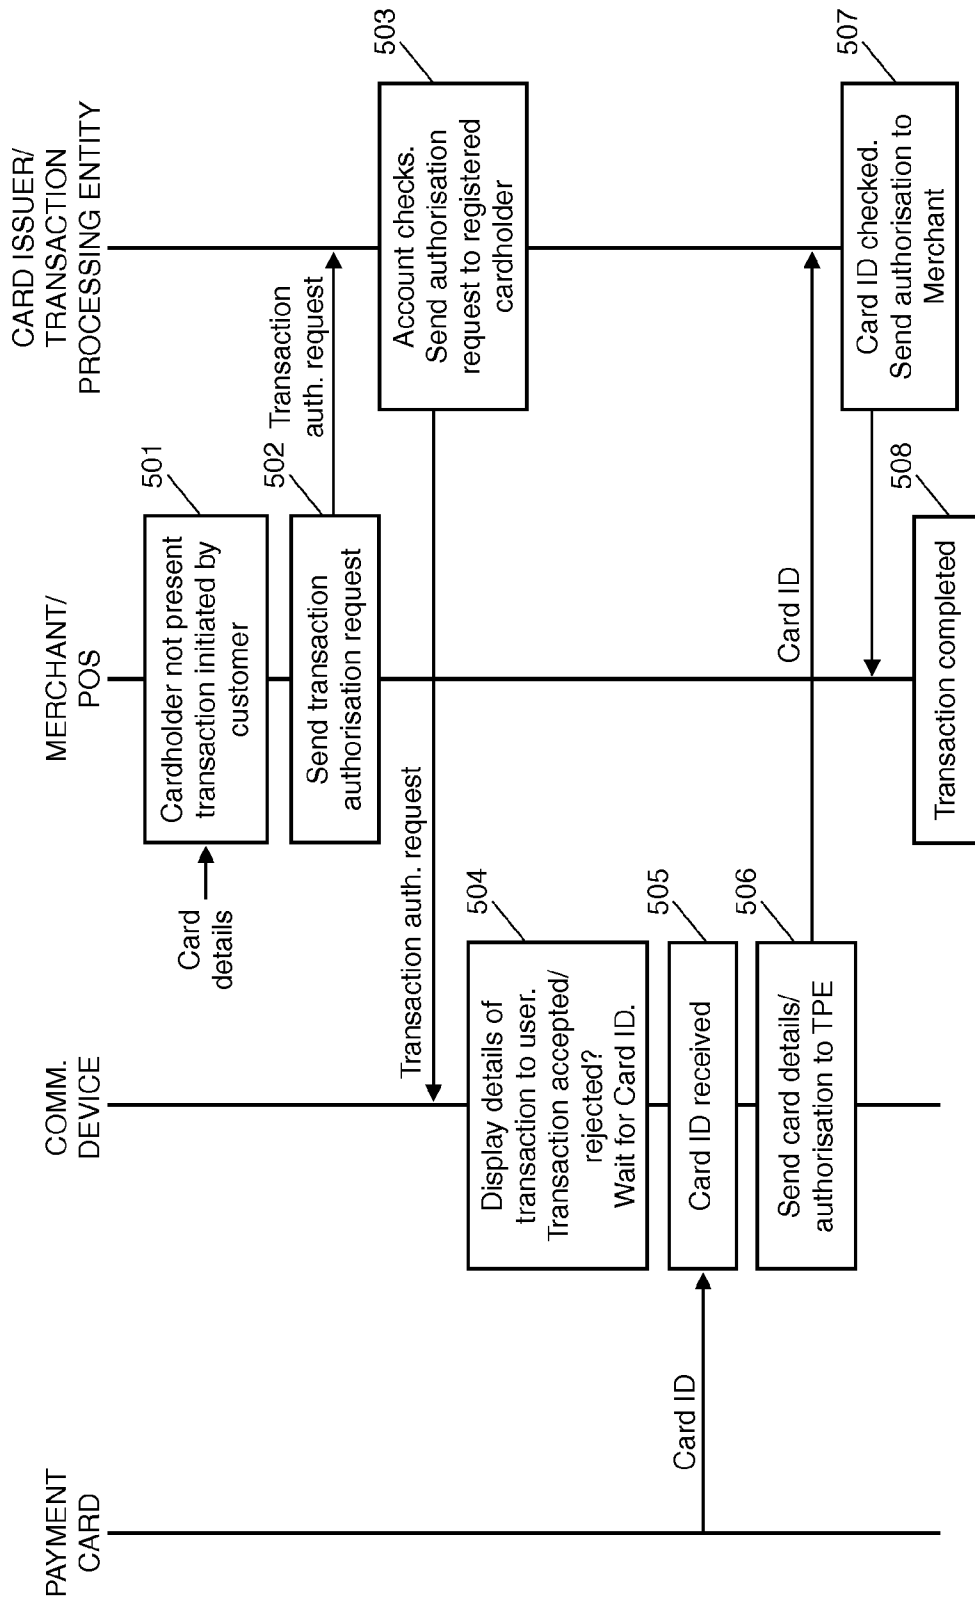 PAYMENT
CARD
COMM.
DEVICE
MERCHANT/
POS
CARD ISSUER/
TRANSACTION
PROCESSING ENTITY
Card
details
Cardholder not present
transaction initiated by
customer
501
Send transaction
authorisation request
502
Transaction
auth. request
Account checks.
Send authorisation
request to registered
cardholder
503
Transaction auth. request
Display details of
transaction to user.
Transaction accepted/
rejected?
Wait for Card ID.
504
Card ID
Card ID received
505
Send card details/
authorisation to TPE
506
Card ID
Card ID checked.
Send authorisation to
Merchant
507
Transaction completed
508